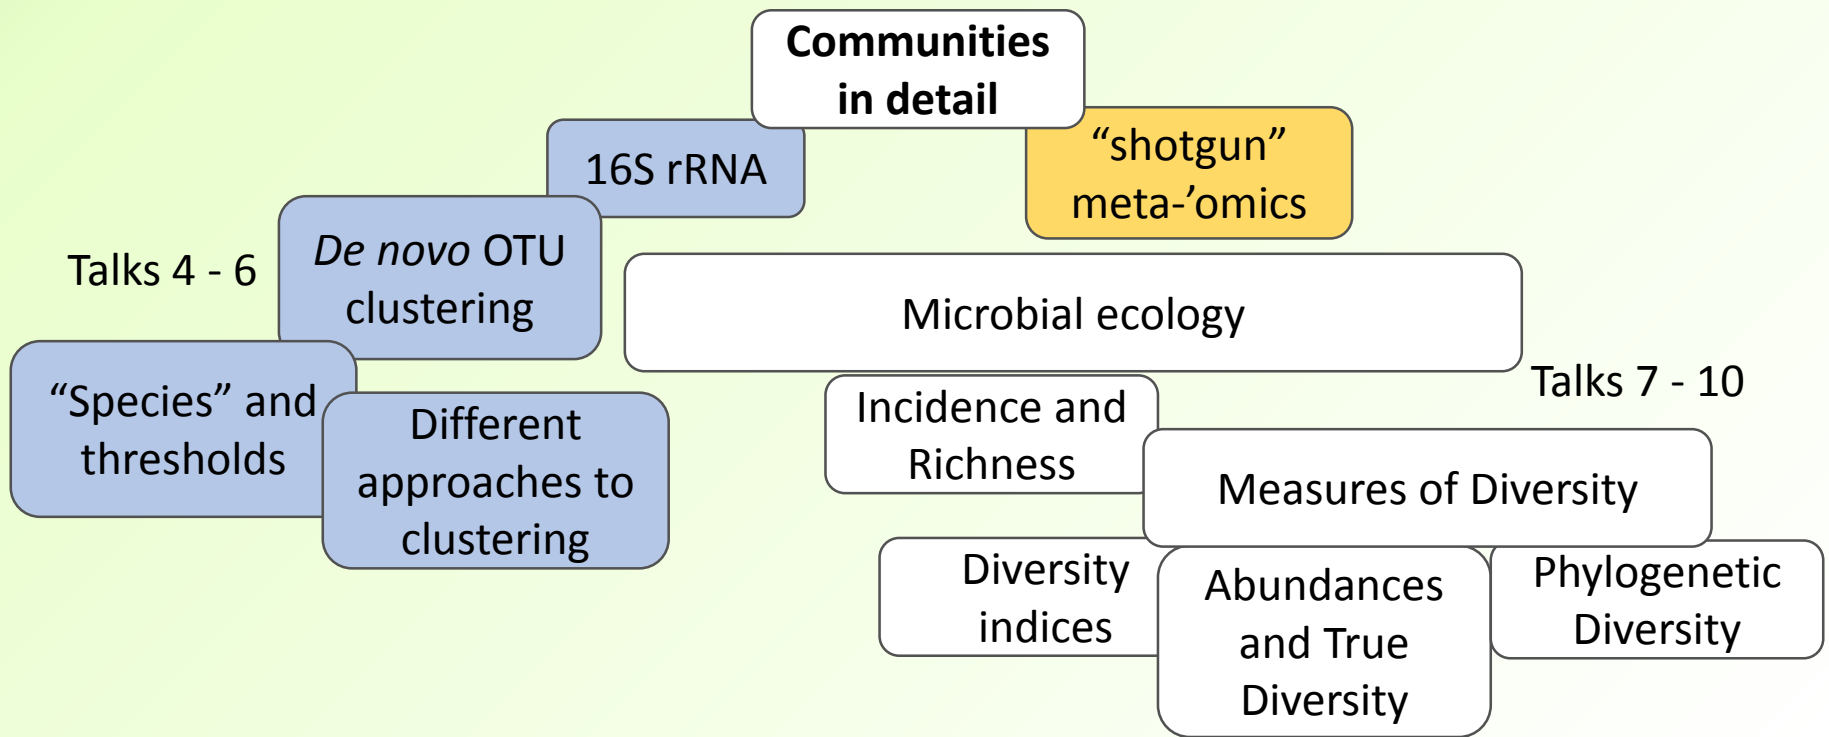 Communities
in detail
16S rRNA
“shotgun”
meta-’omics
De novo OTU
clustering
Talks 4 - 6
Microbial ecology
“Species” and
thresholds
Different
approaches to
clustering
Incidence and
Richness
Talks 7 - 10
Measures of Diversity
Diversity
indices
Abundances
and True
Diversity
Phylogenetic
Diversity